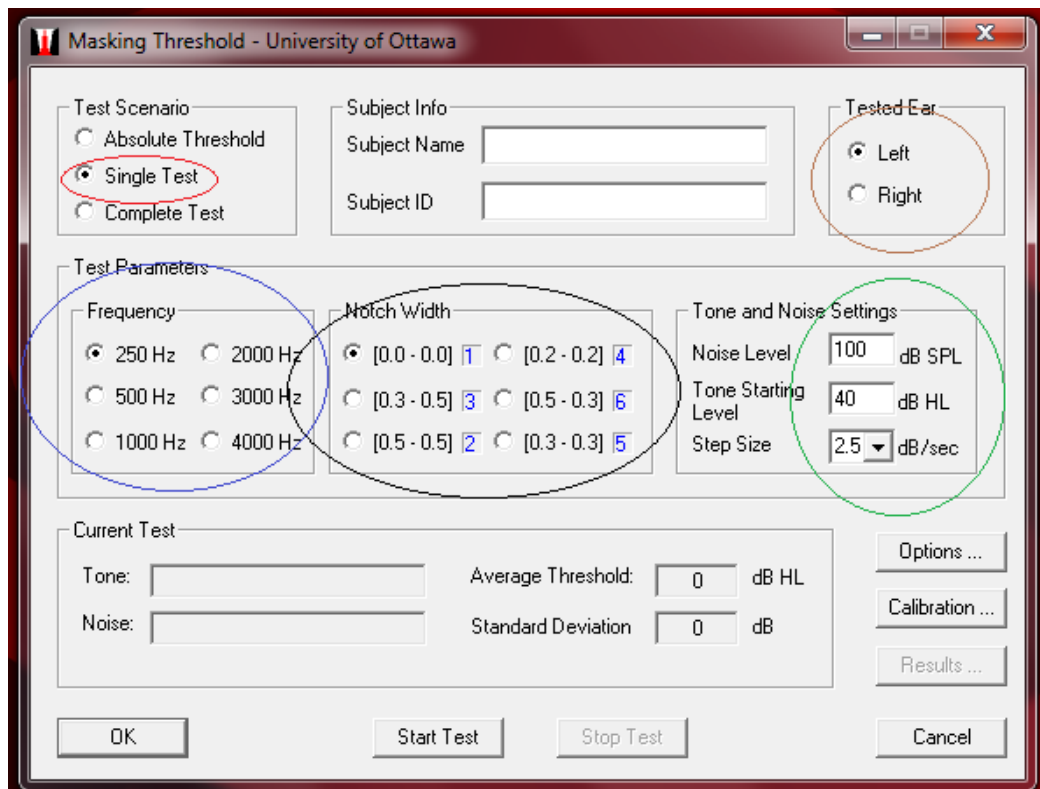 Masking Threshold - University of Ottawa
Test Scenario
Absolute Threshold
Single Test
Complete Test
Subject Info
Subject Name
Subject ID
Tested Ear
Left
Right
Test Parameters
Frequency
250 Hz 2000 Hz
500 Hz 3000 Hz
1000 Hz 4000 Hz
Notch Width
[0.0 - 0.0] 1 [0.2 - 0.2] 4
[0.3 - 0.5] 3 [0.5 - 0.3] 6
[0.5 - 0.5] 2 [0.3 - 0.3] 5
Tone and Noise Settings
Noise Level 100 dB SPL
Tone Starting
Level 40 dB HL
Step Size 2.5 dB/sec
Current Test
Tone:
Noise:
Average Threshold: 0 dB HL
Standard Deviation 0 dB
Options ...
Calibration ...
Results ...
OK
Start Test
Stop Test
Cancel